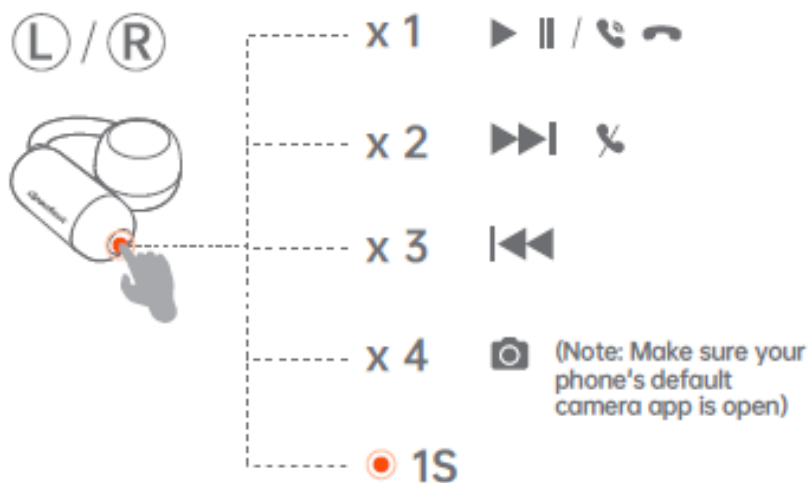 L / R
x 1 /
x 2
x 3
x 4 (Note: Make sure your
phone's default
camera app is open)
1S